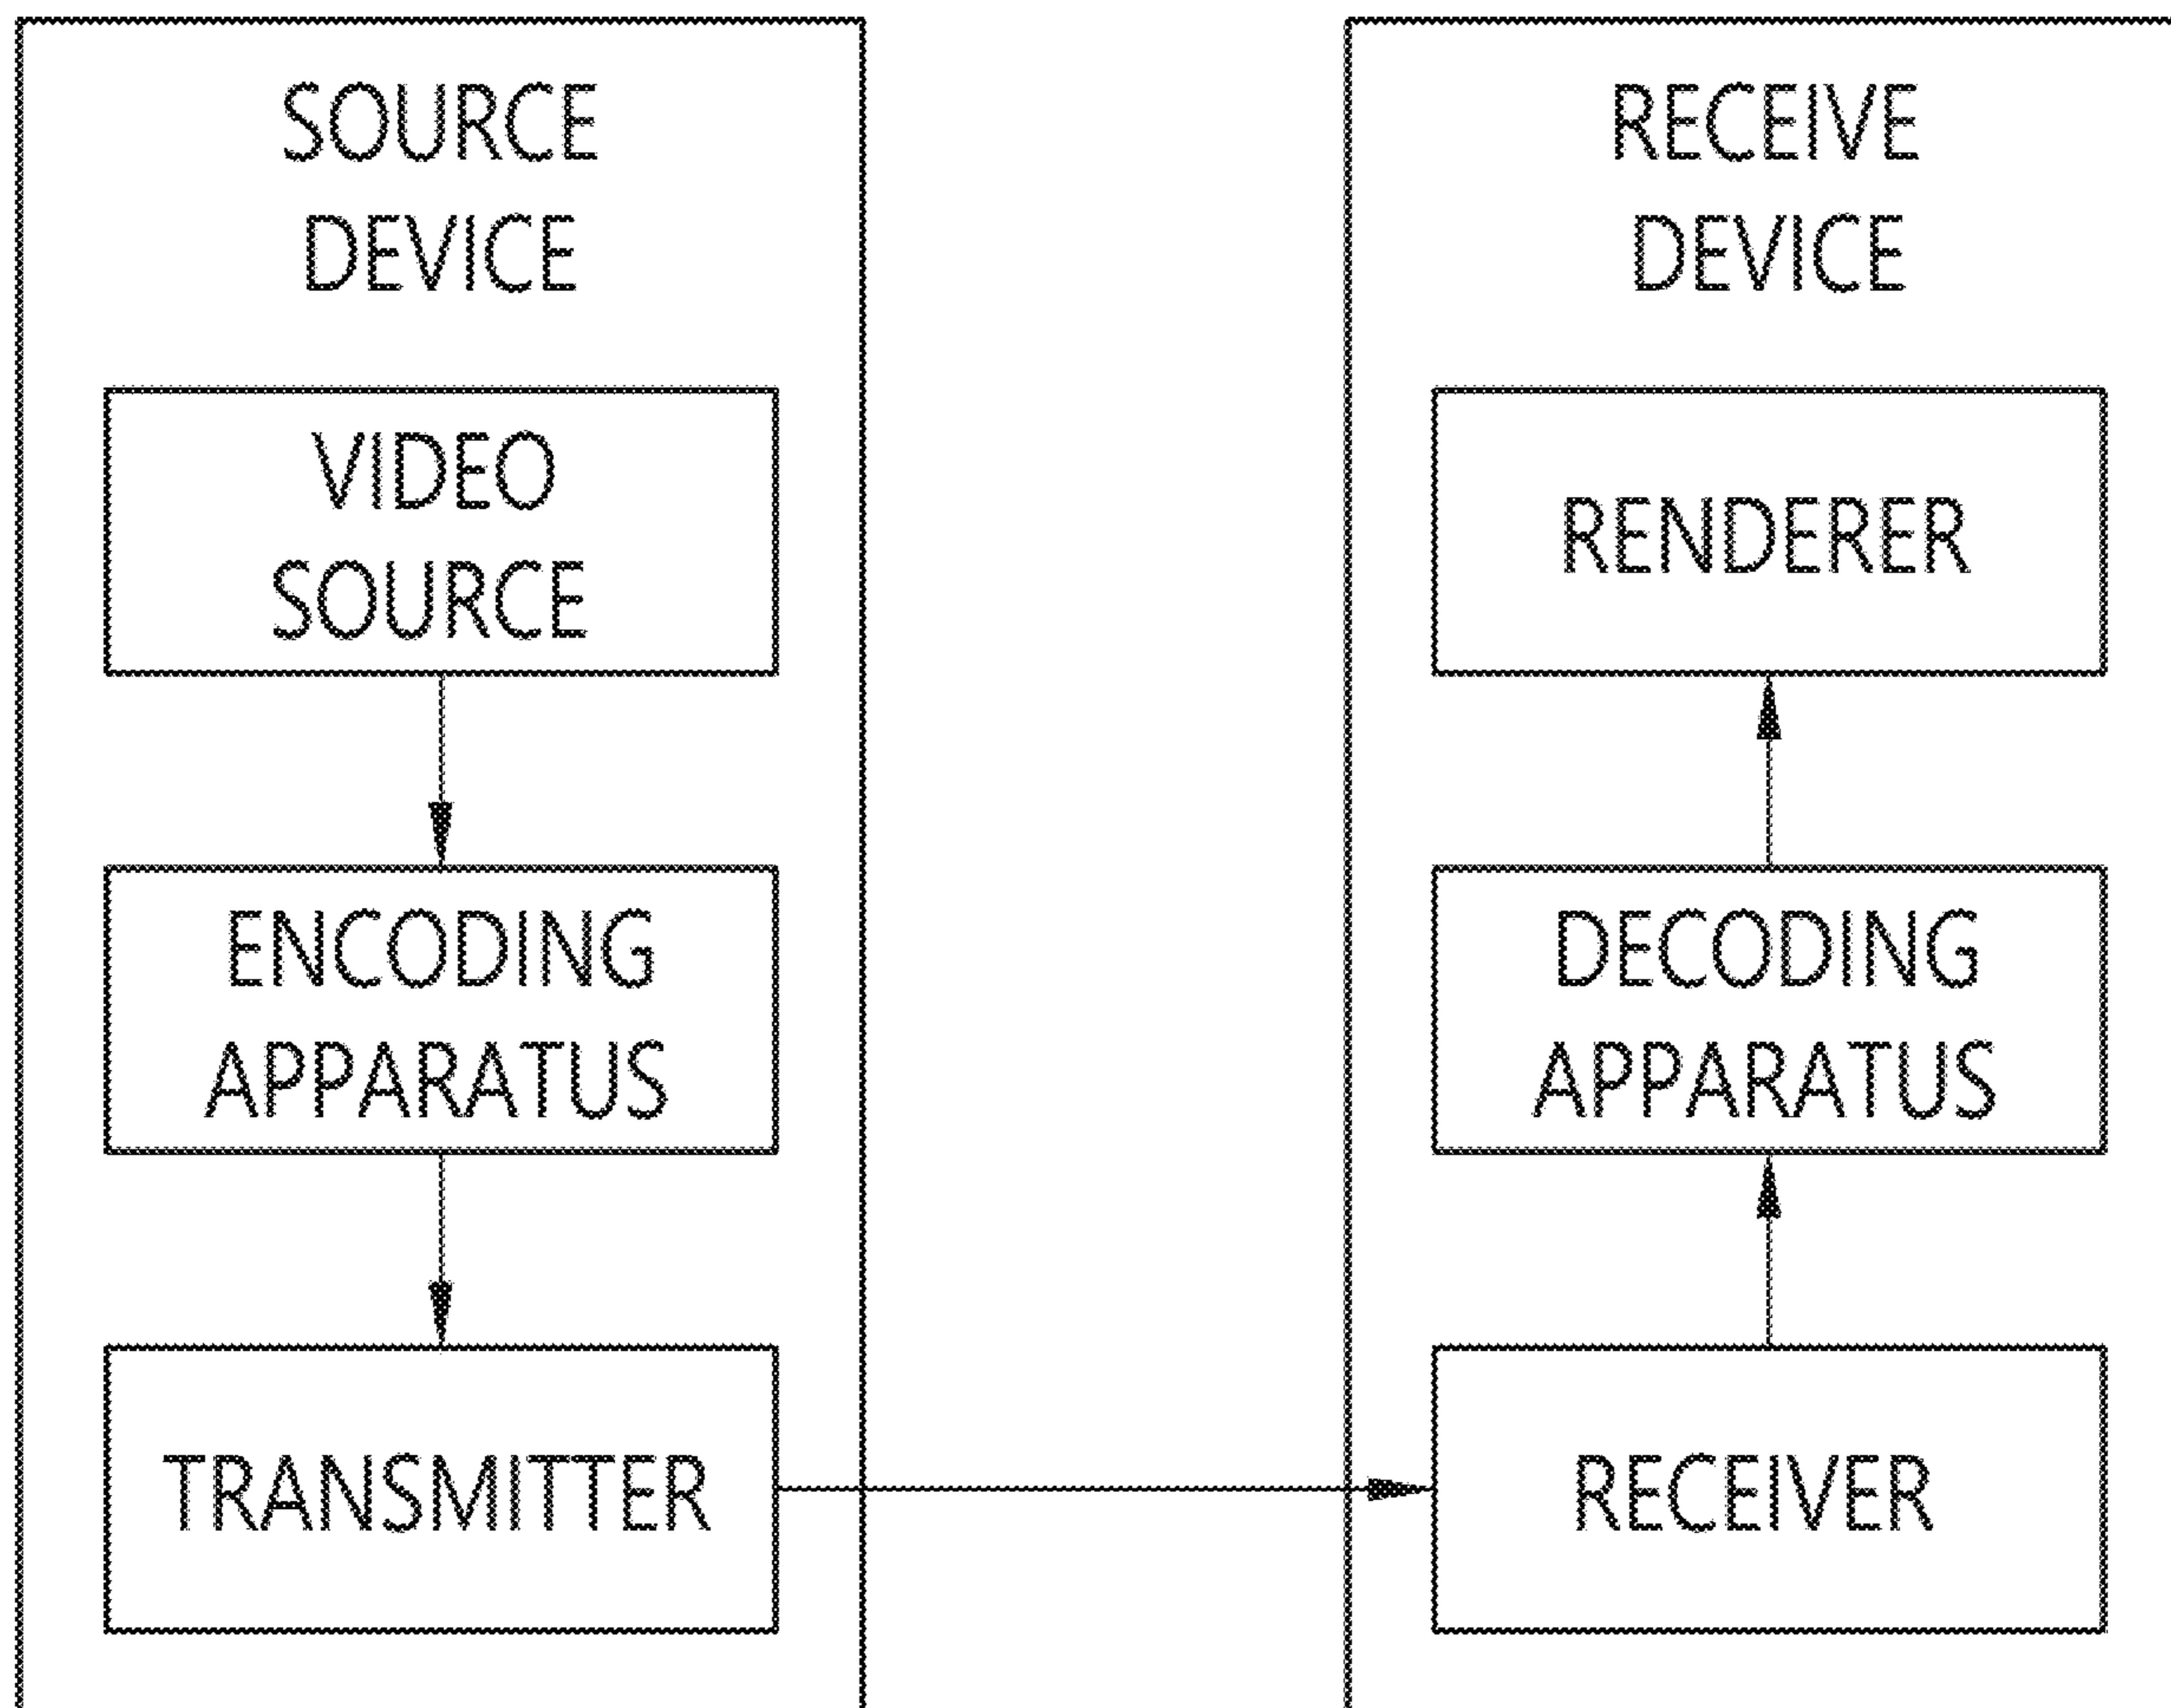 SOURCE
DEVICE
VIDEO
SOURCE
ENCODING
APPARATUS
TRANSMITTER
RECEIVE
DEVICE
RENDERER
DECODING
APPARATUS
RECEIVER